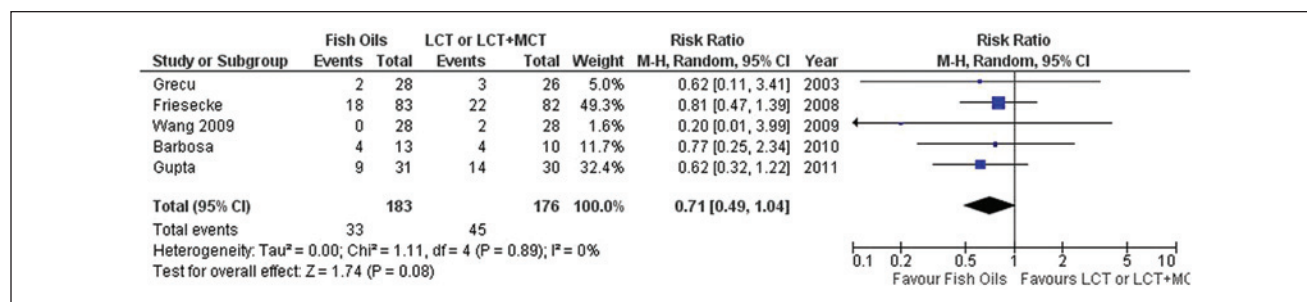 Fish Oils LCT or LCT+MCT Risk Ratio Risk Ratio
Study or Subgroup Events Total Events Total Weight M-H, Random, 95% CI Year M-H, Random, 95% CI
Grecu 2 28 3 26 5.0% 0.62 [0.11, 3.41] 2003
Friesecke 18 83 22 82 49.3% 0.81 [0.47, 1.39] 2008
Wang 2009 0 28 2 28 1.6% 0.20 [0.01, 3.99] 2009
Barbosa 4 13 4 10 11.7% 0.77 [0.25, 2.34] 2010
Gupta 9 31 14 30 32.4% 0.62 [0.32, 1.22] 2011
Total (95% CI) 183 176 100.0% 0.71 [0.49, 1.04]
Total events 33 45
Heterogeneity: Tau² = 0.00; Chi² = 1.11, df = 4 (P = 0.89); I² = 0%
Test for overall effect: Z = 1.74 (P = 0.08)
0.1 0.2 0.5 1 2 5 10
Favour Fish Oils Favours LCT or LCT+MC